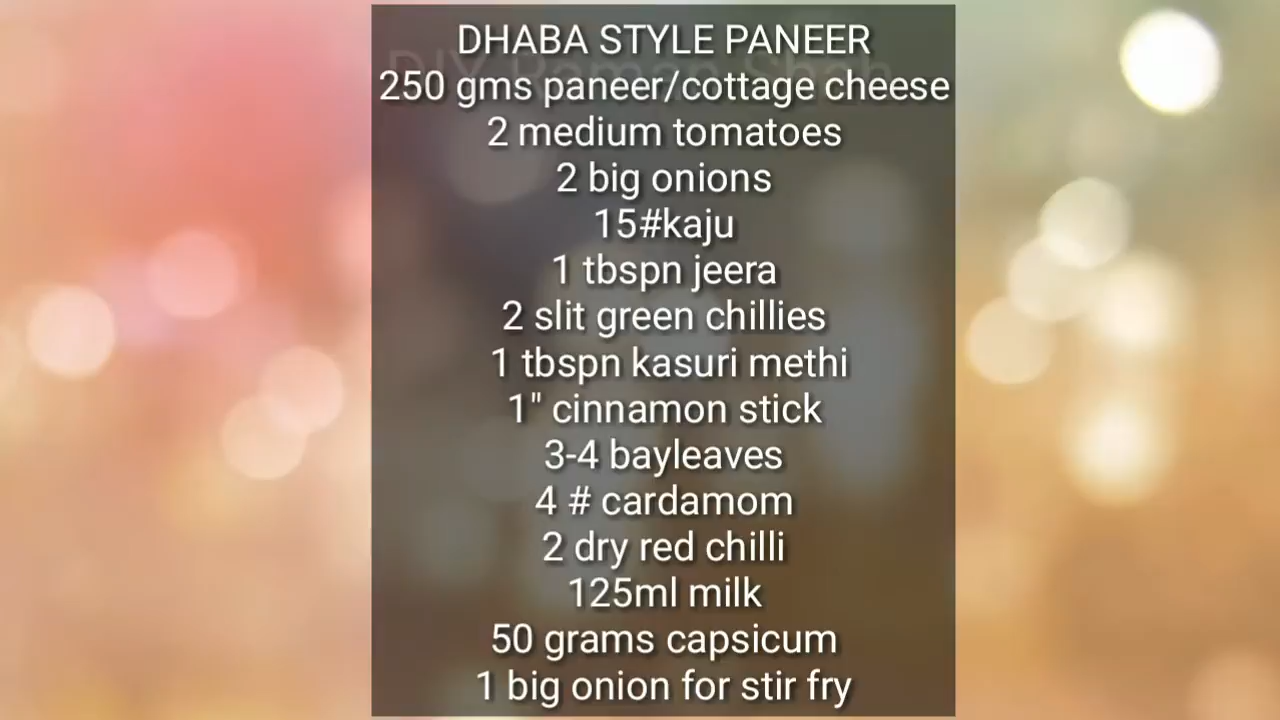 DHABA STYLE PANEER
250 gms paneer/cottage cheese
2 medium tomatoes
2 big onions
15#kaju
1 tbspn jeera
2 slit green chillies
1 tbspn kasuri methi
1" cinnamon stick
3-4 bayleaves
4 # cardamom
2 dry red chilli
125ml milk
50 grams capsicum
1 big onion for stir fry